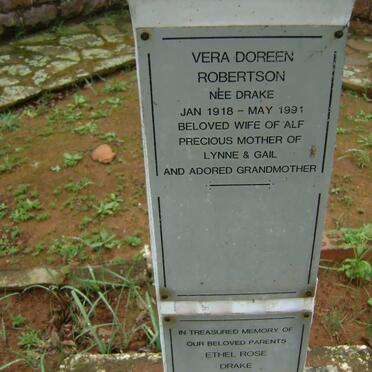 VERA DOREEN
ROBERTSON
NÈE DRAKE
JAN 1918 - MAY 1991
BELOVED WIFE OF ALF
PRECIOUS MOTHER OF
LYNNE & GAIL
AND ADORED GRANDMOTHER
IN TREASURED MEMORY OF
OUR BELOVED PARENTS
ETHEL ROSE
DRAKE